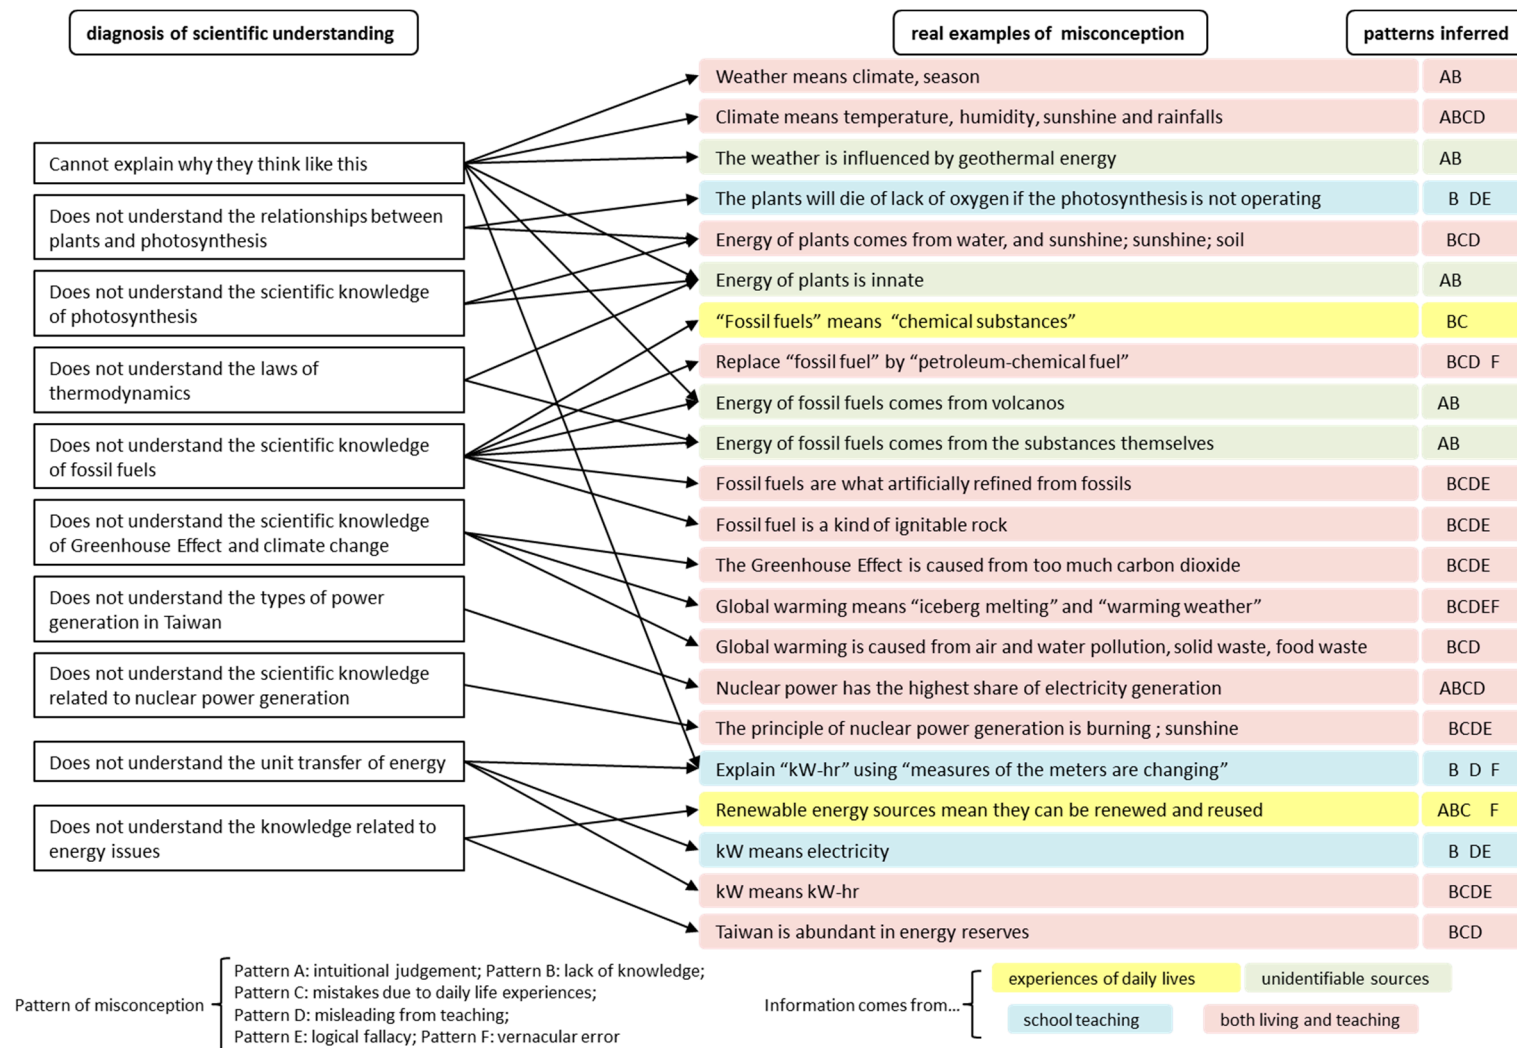 diagnosis of scientific understanding
real examples of misconception
patterns inferred
Cannot explain why they think like this
Does not understand the relationships between
plants and photosynthesis
Does not understand the scientific knowledge
of photosynthesis
Does not understand the laws of
thermodynamics
Does not understand the scientific knowledge
of fossil fuels
Does not understand the scientific knowledge
of Greenhouse Effect and climate change
Does not understand the types of power
generation in Taiwan
Does not understand the scientific knowledge
related to nuclear power generation
Does not understand the unit transfer of energy
Does not understand the knowledge related to
energy issues
Weather means climate, season AB
Climate means temperature, humidity, sunshine and rainfalls ABCD
The weather is influenced by geothermal energy AB
The plants will die of lack of oxygen if the photosynthesis is not operating B DE
Energy of plants comes from water, and sunshine; sunshine; soil BCD
Energy of plants is innate AB
“Fossil fuels” means “chemical substances” BC
Replace “fossil fuel” by “petroleum-chemical fuel” BCD F
Energy of fossil fuels comes from volcanos AB
Energy of fossil fuels comes from the substances themselves AB
Fossil fuels are what artificially refined from fossils BCDE
Fossil fuel is a kind of ignitable rock BCDE
The Greenhouse Effect is caused from too much carbon dioxide BCDE
Global warming means “iceberg melting” and “warming weather” BCDEF
Global warming is caused from air and water pollution, solid waste, food waste BCD
Nuclear power has the highest share of electricity generation ABCD
The principle of nuclear power generation is burning ; sunshine BCDE
Explain “kW-hr” using “measures of the meters are changing” B D F
Renewable energy sources mean they can be renewed and reused ABC F
kW means electricity B DE
kW means kW-hr BCDE
Taiwan is abundant in energy reserves BCD
Pattern of misconception
Pattern A: intuitional judgement; Pattern B: lack of knowledge;
Pattern C: mistakes due to daily life experiences;
Pattern D: misleading from teaching;
Pattern E: logical fallacy; Pattern F: vernacular error
Information comes from...
experiences of daily lives
unidentifiable sources
school teaching
both living and teaching